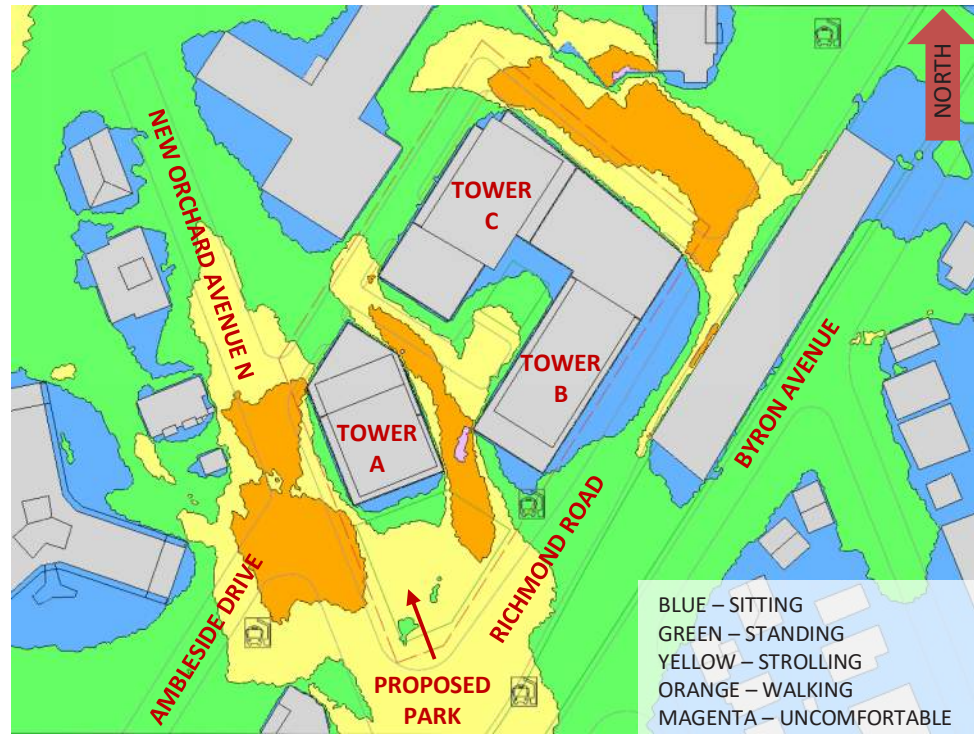 NORTH
NEW ORCHARD AVENUE N
TOWER
C
TOWER
B
TOWER
A
BYRON AVENUE
RICHMOND ROAD
AMBLESIDE DRIVE
PROPOSED
PARK
BLUE – SITTING
GREEN – STANDING
YELLOW – STROLLING
ORANGE – WALKING
MAGENTA – UNCOMFORTABLE